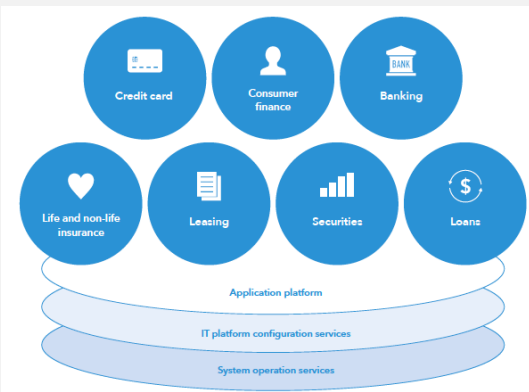 BANK
Credit card
Consumer
finance
Banking
$
Life and non-life
insurance
Leasing
Securities
Loans
Application platform
IT platform configuration services
System operation services